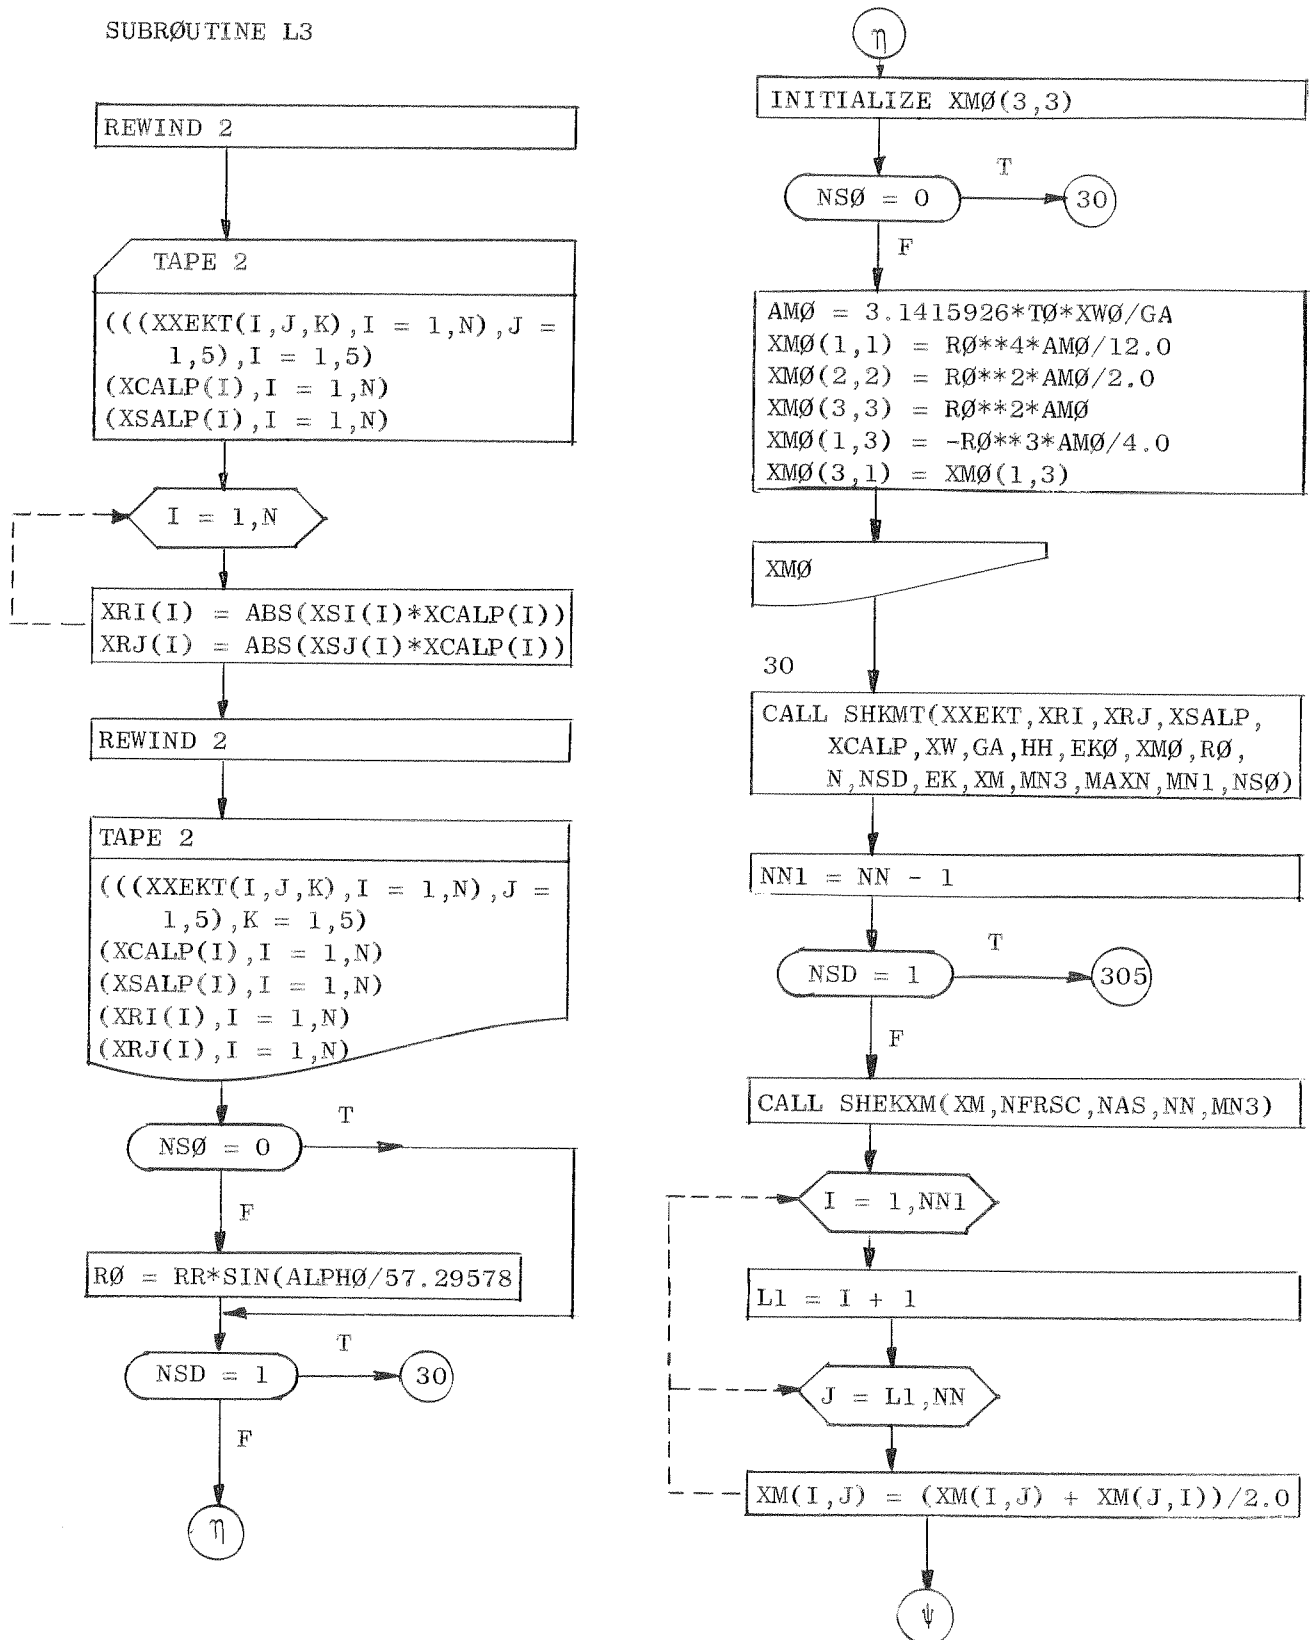 SUBRØUTINE L3
REWIND 2
TAPE 2
(((XXEKT(I,J,K),I = 1,N),J =
1,5),I = 1,5)
(XCALP(I),I = 1,N)
(XSALP(I),I = 1,N)
I = 1,N
XRI(I) = ABS(XSI(I)*XCALP(I))
XRJ(I) = ABS(XSJ(I)*XCALP(I))
REWIND 2
TAPE 2
(((XXEKT(I,J,K),I = 1,N),J =
1,5),K = 1,5)
(XCALP(I),I = 1,N)
(XSALP(I),I = 1,N)
(XRI(I),I = 1,N)
(XRJ(I),I = 1,N)
NSØ = 0
T
F
RØ = RR*SIN(ALPHØ/57.29578
NSD = 1
T
30
F
η
η
INITIALIZE XMØ(3,3)
NSØ = 0
T
30
F
AMØ = 3.1415926*TØ*XWØ/GA
XMØ(1,1) = RØ**4*AMØ/12.0
XMØ(2,2) = RØ**2*AMØ/2.0
XMØ(3,3) = RØ**2*AMØ
XMØ(1,3) = -RØ**3*AMØ/4.0
XMØ(3,1) = XMØ(1,3)
XMØ
30
CALL SHKMT(XXEKT,XRI,XRJ,XSALP,
XCALP,XW,GA,HH,EKØ,XMØ,RØ,
N,NSD,EK,XM,MN3,MAXN,MN1,NSØ)
NN1 = NN - 1
NSD = 1
T
305
F
CALL SHEKXM(XM,NFRSC,NAS,NN,MN3)
I = 1,NN1
L1 = I + 1
J = L1,NN
XM(I,J) = (XM(I,J) + XM(J,I))/2.0
ψ